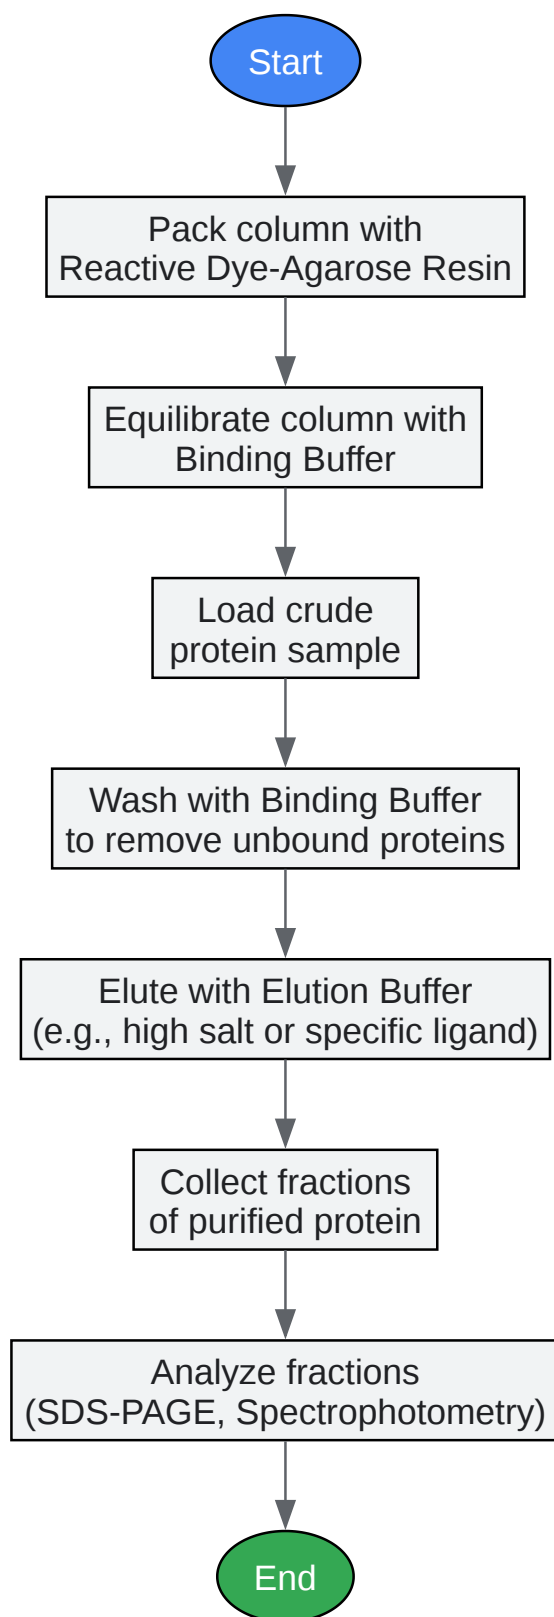 Start
Pack column with
Reactive Dye-Agarose Resin
Equilibrate column with
Binding Buffer
Load crude
protein sample
Wash with Binding Buffer
to remove unbound proteins
Elute with Elution Buffer
(e.g., high salt or specific ligand)
Collect fractions
of purified protein
Analyze fractions
(SDS-PAGE, Spectrophotometry)
End